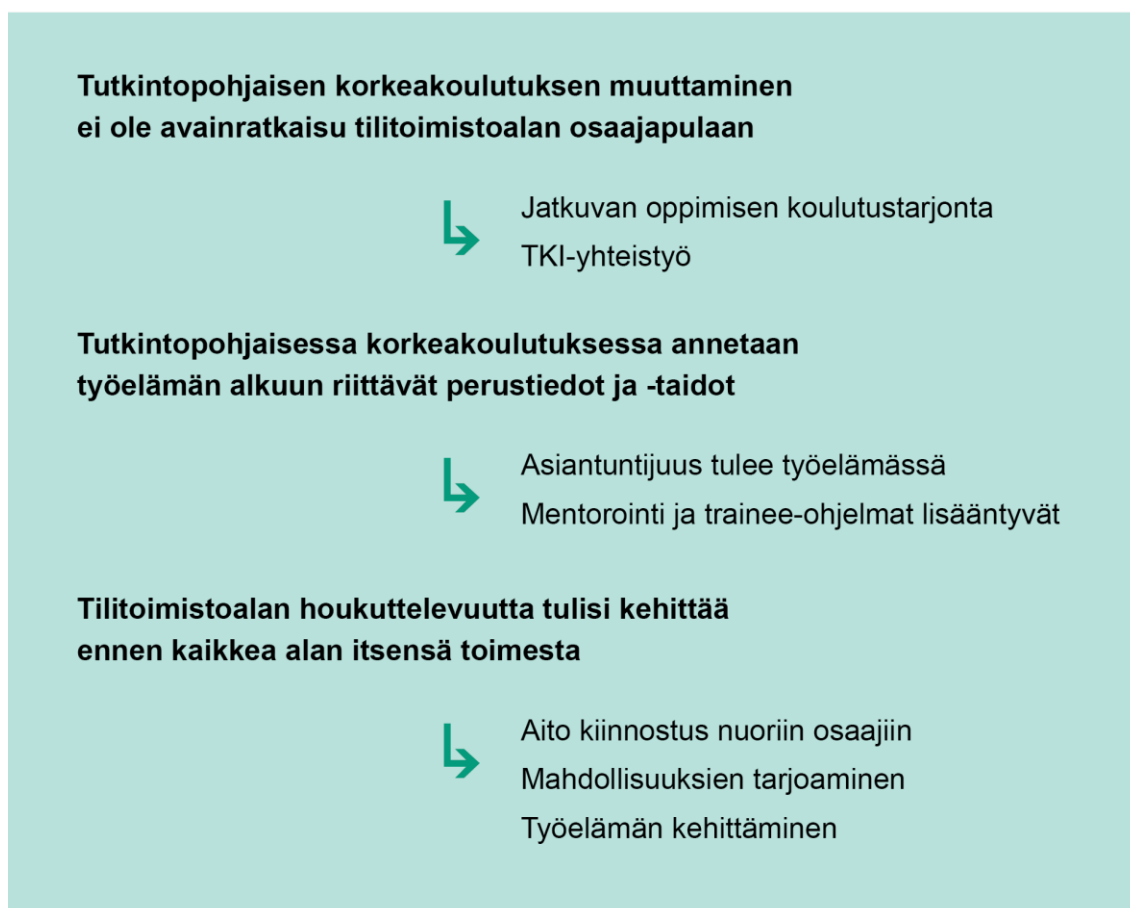 Tutkintopohjaisen korkeakoulutuksen muuttaminen
ei ole avainratkaisu tilitoimistoalan osaajapulaan
Jatkuvan oppimisen koulutustarjonta
TKI-yhteistyö
Tutkintopohjaisessa korkeakoulutuksessa annetaan
työelämän alkuun riittävät perustiedot ja -taidot
Asiantuntijuus tulee työelämässä
Mentorointi ja trainee-ohjelmat lisääntyvät
Tilitoimistoalan houkuttelevuutta tulisi kehittää
ennen kaikkea alan itsensä toimesta
Aito kiinnostus nuoriin osaajiin
Mahdollisuuksien tarjoaminen
Työelämän kehittäminen